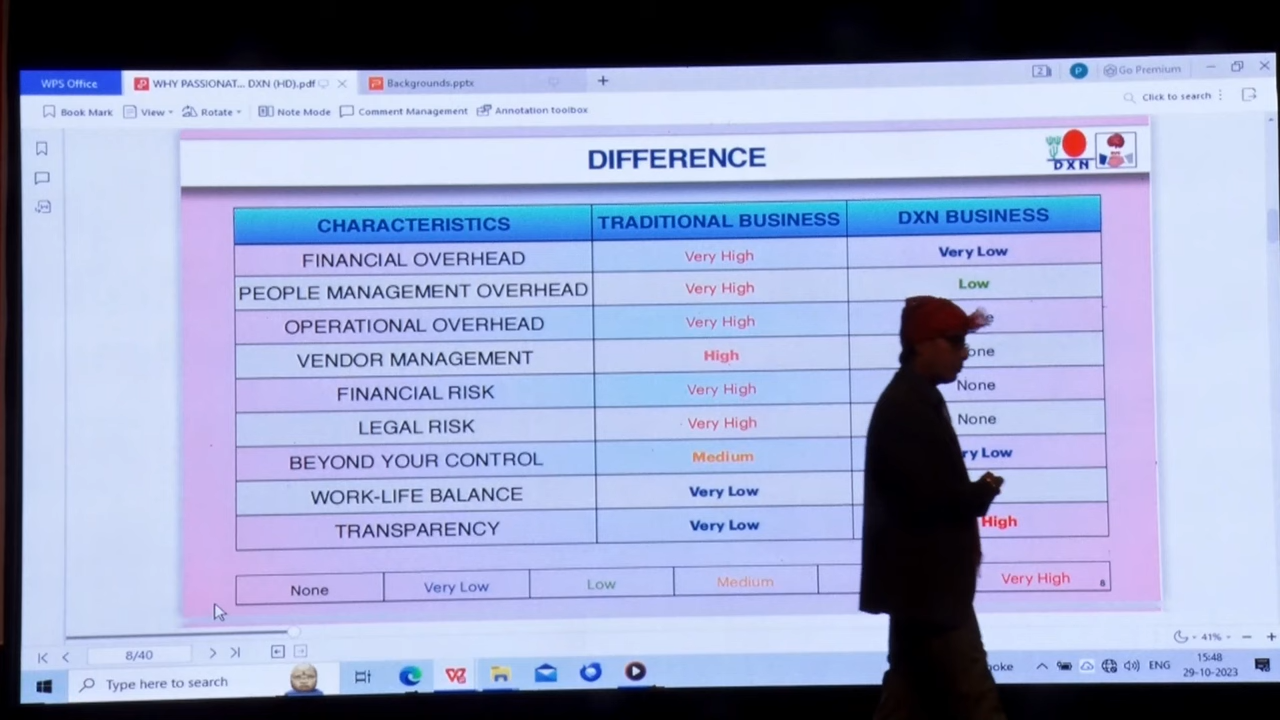 WPS Office WHY PASSIONAT... DXN (HD).pdf Backgrounds.pptx + 2 P Go Premium
Book Mark View Rotate Note Mode Comment Management Annotation toolbox Click to search
DIFFERENCE
DXN
CHARACTERISTICS TRADITIONAL BUSINESS DXN BUSINESS
FINANCIAL OVERHEAD Very High Very Low
PEOPLE MANAGEMENT OVERHEAD Very High Low
OPERATIONAL OVERHEAD Very High
VENDOR MANAGEMENT High
FINANCIAL RISK Very High None
LEGAL RISK Very High None
BEYOND YOUR CONTROL Medium Low
WORK-LIFE BALANCE Very Low
TRANSPARENCY Very Low High
None Very Low Low Medium Very High 8
8/40 41% - +
Type here to search ENG 15:48
29-10-2023